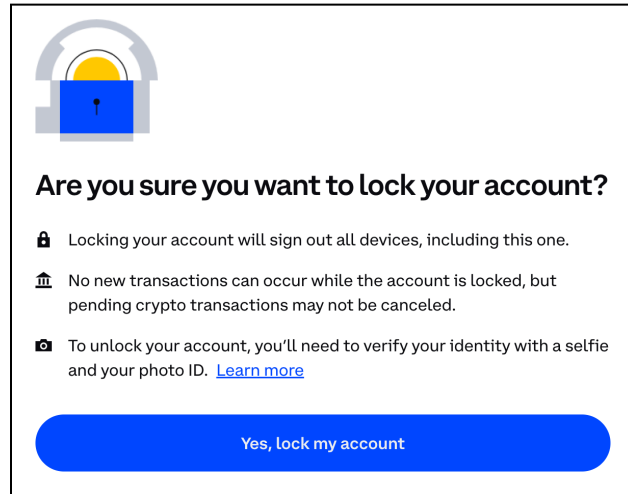 Are you sure you want to lock your account?
Locking your account will sign out all devices, including this one.
No new transactions can occur while the account is locked, but
pending crypto transactions may not be canceled.
To unlock your account, you’ll need to verify your identity with a selfie
and your photo ID. Learn more
Yes, lock my account